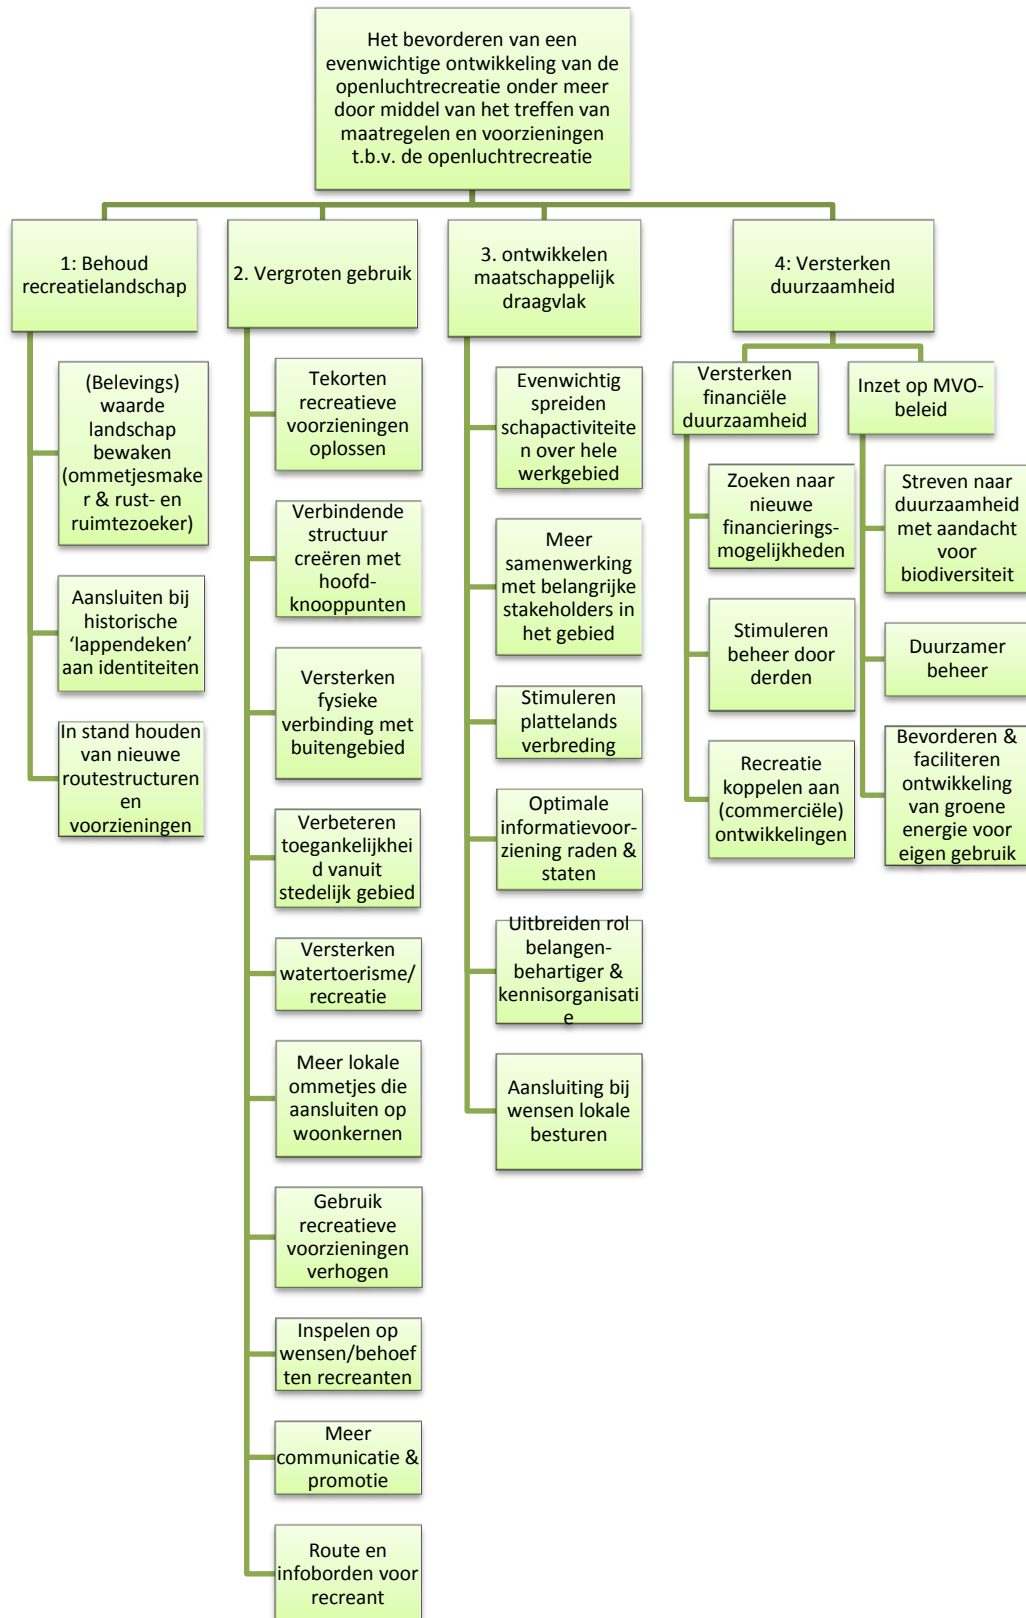 Het bevorderen van een
evenwichtige ontwikkeling van de
openluchtrecreatie onder meer
door middel van het treffen van
maatregelen en voorzieningen
t.b.v. de openluchtrecreatie
1: Behoud
recreatielandschap
(Belevings)
waarde
landschap
bewaken
(ommetjesmake
r & rust- en
ruimtezoeker)
Aansluiten bij
historische
‘lappendeken’
aan identiteiten
In stand houden
van nieuwe
routestructuren
en
voorzieningen
2. Vergroten gebruik
Tekorten
recreatieve
voorzieningen
oplossen
Verbindende
structuur
creëren met
hoofd-
knooppunten
Versterken
fysieke
verbinding met
buitengebied
Verbeteren
toegankelijkhei
d vanuit
stedelijk gebied
Versterken
watertoerisme/
recreatie
Meer lokale
ommetjes die
aansluiten op
woonkernen
Gebruik
recreatieve
voorzieningen
verhogen
Inspelen op
wensen/behoef
ten recreanten
Meer
communicatie &
promotie
Route en
infoborden voor
recreant
3. ontwikkelen
maatschappelijk
draagvlak
Evenwichtig
spreiden
schapactiviteite
n over hele
werkgebied
Meer
samenwerking
met belangrijke
stakeholders in
het gebied
Stimuleren
plattelands
verbreding
Optimale
informatievoor-
ziening raden &
staten
Uitbreiden rol
belangen-
behartiger &
kennisorganisati
e
Aansluiting bij
wensen lokale
besturen
4: Versterken
duurzaamheid
Versterken
financiële
duurzaamheid
Zoeken naar
nieuwe
financierings-
mogelijkheden
Stimuleren
beheer door
derden
Recreatie
koppelen aan
(commerciële)
ontwikkelingen
Inzet op MVO-
beleid
Streven naar
duurzaamheid
met aandacht
voor
biodiversiteit
Duurzamer
beheer
Bevorderen &
faciliteren
ontwikkeling
van groene
energie voor
eigen gebruik